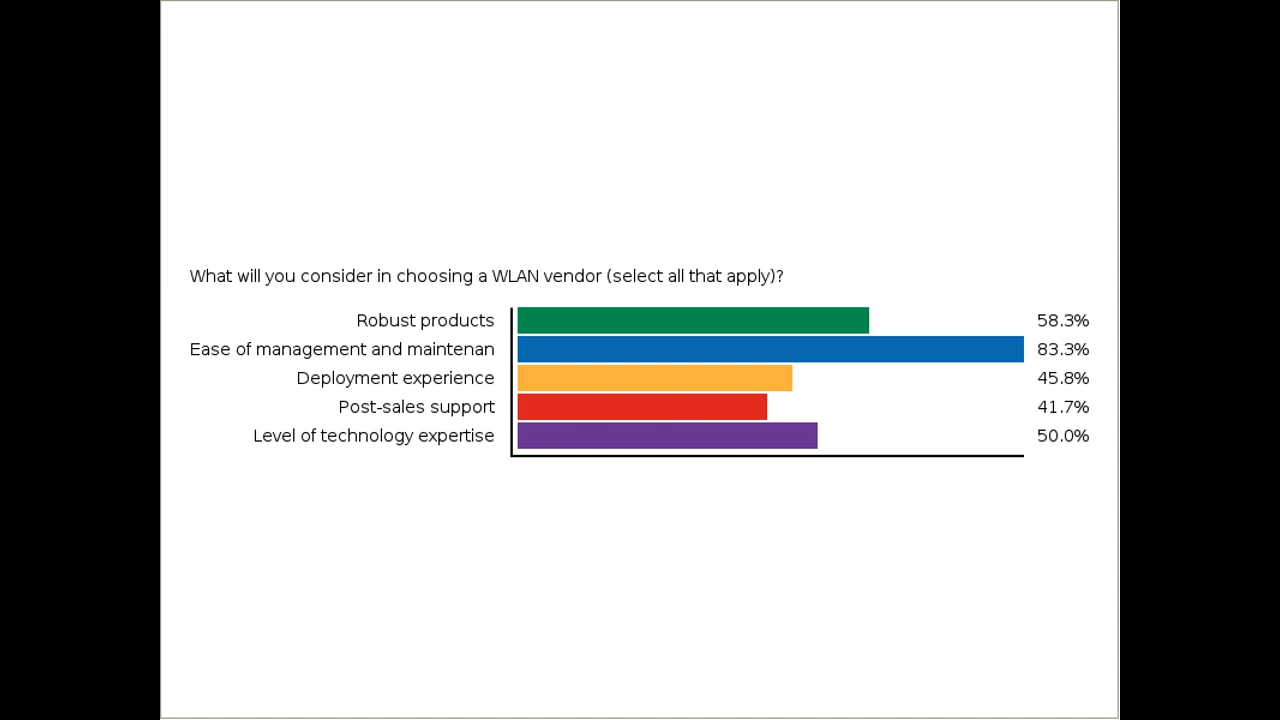 What will you consider in choosing a WLAN vendor (select all that apply)?
Robust products 58.3%
Ease of management and maintenan 83.3%
Deployment experience 45.8%
Post-sales support 41.7%
Level of technology expertise 50.0%